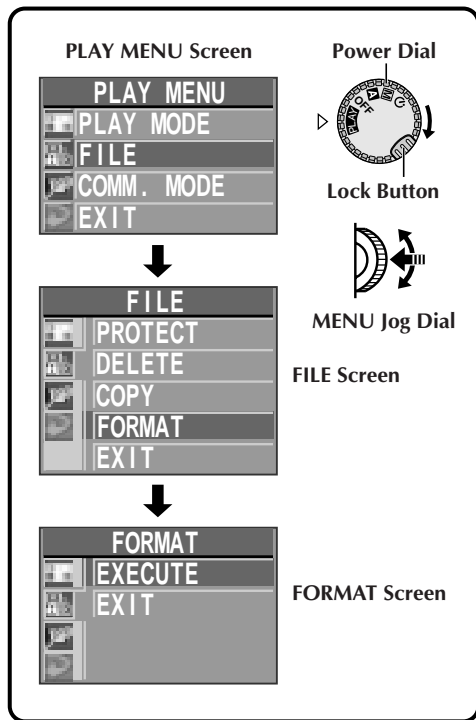 PLAY MENU Screen
PLAY MENU
PLAY MODE
FILE
COMM. MODE
EXIT
Power Dial
PLAY OFF A M
Lock Button
MENU Jog Dial
FILE
PROTECT
DELETE
COPY
FORMAT
EXIT
FILE Screen
FORMAT
EXECUTE
EXIT
FORMAT Screen